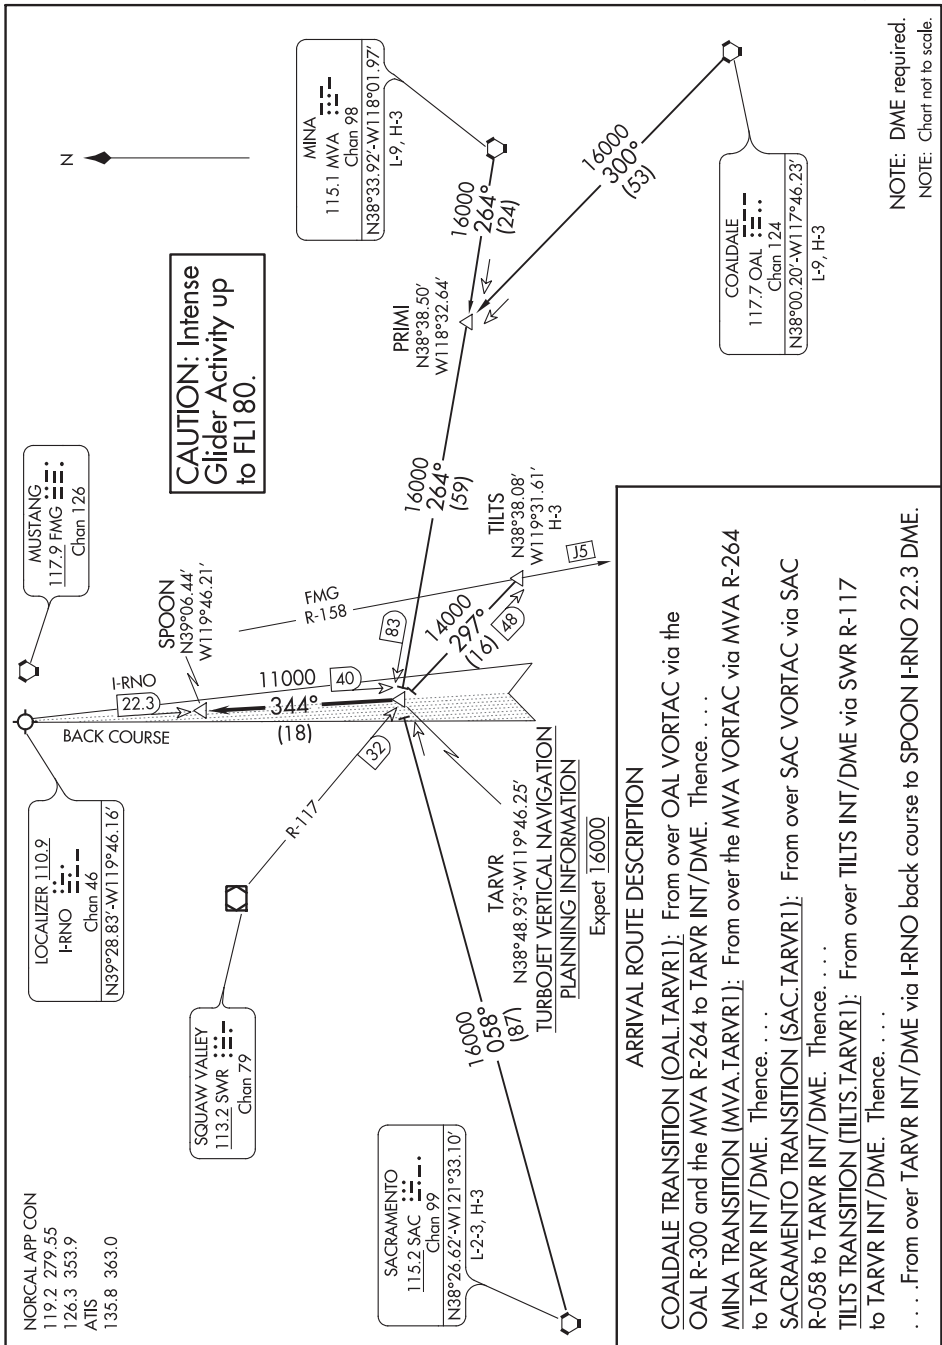 NORCAL APP CON
119.2 279.55
126.3 353.9
ATIS
135.8 363.0
LOCALIZER 110.9
I-RNO
Chan 46
N39°28.83'-W119°46.16'
MUSTANG
117.9 FMG
Chan 126
N
CAUTION: Intense
Glider Activity up
to FL180.
MINA
115.1 MVA
Chan 98
N38°33.92'-W118°01.97'
L-9, H-3
SQUAW VALLEY
113.2 SWR
Chan 79
BACK COURSE
I-RNO
22.3
SPOON
N39°06.44'
W119°46.21'
344°
(18)
11000
40
R-117
32
FMG
R-158
83
14000
297°
(16)
48
J5
TILTS
N38°38.08'
W119°31.61'
H-3
16000
264°
(59)
PRIMI
N38°38.50'
W118°32.64'
16000
264°
(24)
16000
300°
(53)
COALDALE
117.7 OAL
Chan 124
N38°00.20'-W117°46.23'
L-9, H-3
SACRAMENTO
115.2 SAC
Chan 99
N38°26.62'-W121°33.10'
L-2-3, H-3
16000
058°
(87)
TARVR
N38°48.93'-W119°46.25'
TURBOJET VERTICAL NAVIGATION
PLANNING INFORMATION
Expect 16000
NOTE: DME required.
NOTE: Chart not to scale.
ARRIVAL ROUTE DESCRIPTION
COALDALE TRANSITION (OAL.TARVR1): From over OAL VORTAC via the
OAL R-300 and the MVA R-264 to TARVR INT/DME. Thence. . . .
MINA TRANSITION (MVA.TARVR1): From over the MVA VORTAC via MVA R-264
to TARVR INT/DME. Thence. . . .
SACRAMENTO TRANSITION (SAC.TARVR1): From over SAC VORTAC via SAC
R-058 to TARVR INT/DME. Thence. . . .
TILTS TRANSITION (TILTS.TARVR1): From over TILTS INT/DME via SWR R-117
to TARVR INT/DME. Thence. . . .
. . . .From over TARVR INT/DME via I-RNO back course to SPOON I-RNO 22.3 DME.